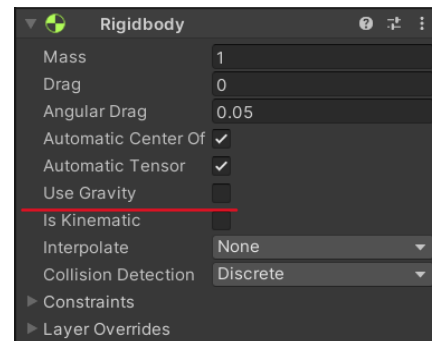 Rigidbody
Mass 1
Drag 0
Angular Drag 0.05
Automatic Center Of
Automatic Tensor
Use Gravity
Is Kinematic
Interpolate None
Collision Detection Discrete
Constraints
Layer Overrides